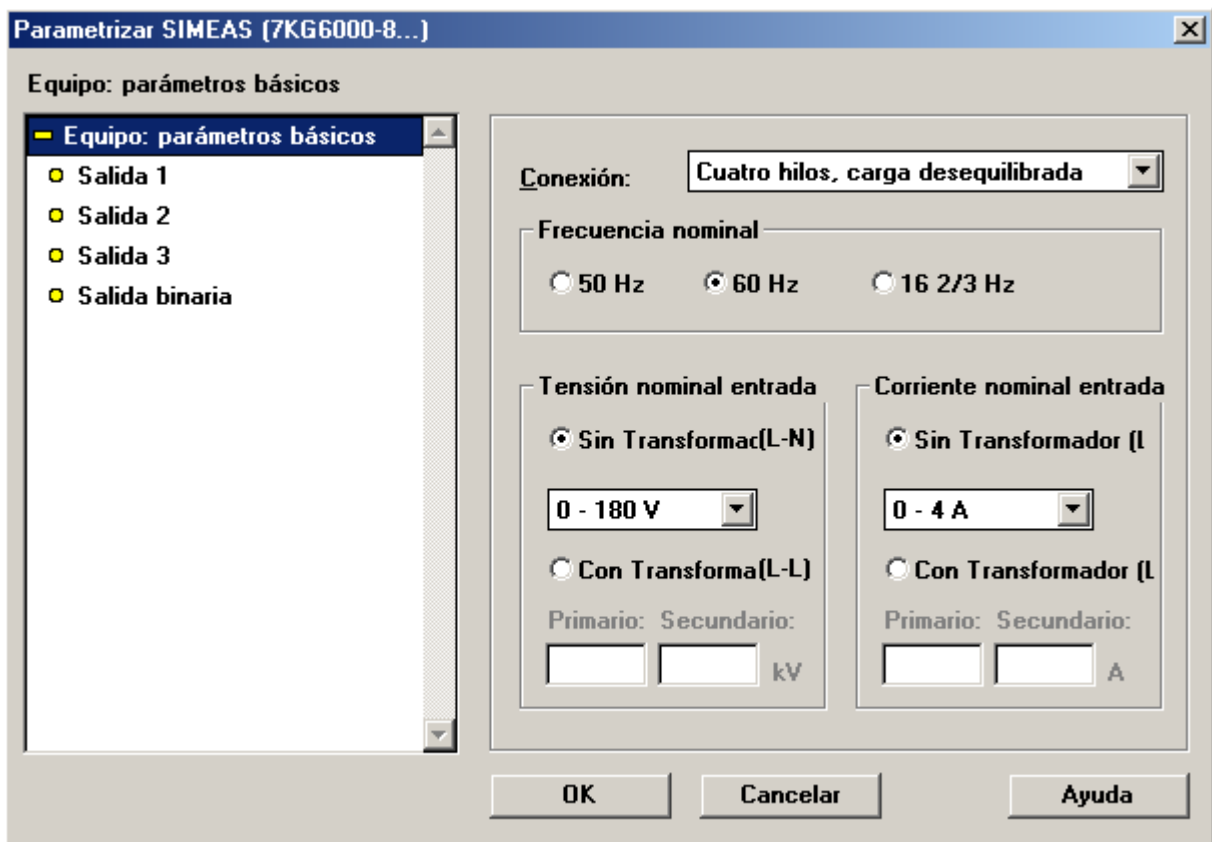 Parametrizar SIMEAS (7KG6000-8...)
Equipo: parámetros básicos
Equipo: parámetros básicos
Salida 1
Salida 2
Salida 3
Salida binaria
Conexión: Cuatro hilos, carga desequilibrada
Frecuencia nominal
50 Hz 60 Hz 16 2/3 Hz
Tensión nominal entrada
Sin Transformac(L-N)
0 - 180 V
Con Transforma(L-L)
Primario: Secundario:
kV
Corriente nominal entrada
Sin Transformador (L
0 - 4 A
Con Transformador (L
Primario: Secundario:
A
OK Cancelar Ayuda